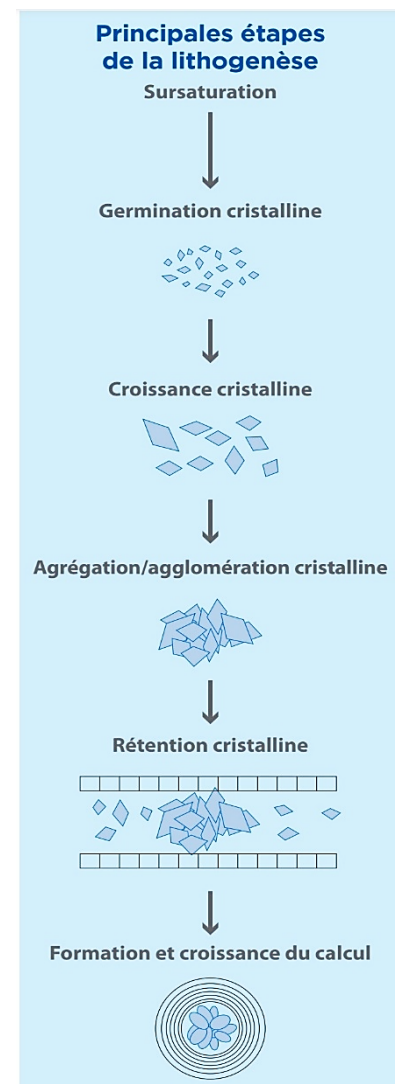 Principales étapes
de la lithogenèse
Sursaturation
Germination cristalline
Croissance cristalline
Agrégation/agglomération cristalline
Rétention cristalline
Formation et croissance du calcul